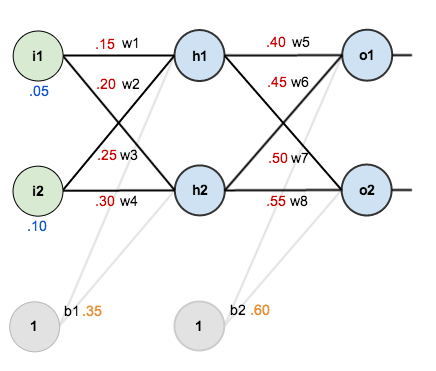 i1
.15 w1
h1
.40 w5
o1
.05
.20 w2
.45 w6
.25 w3
.50 w7
i2
.30 w4
h2
.55 w8
o2
.10
1
b1 .35
1
b2 .60